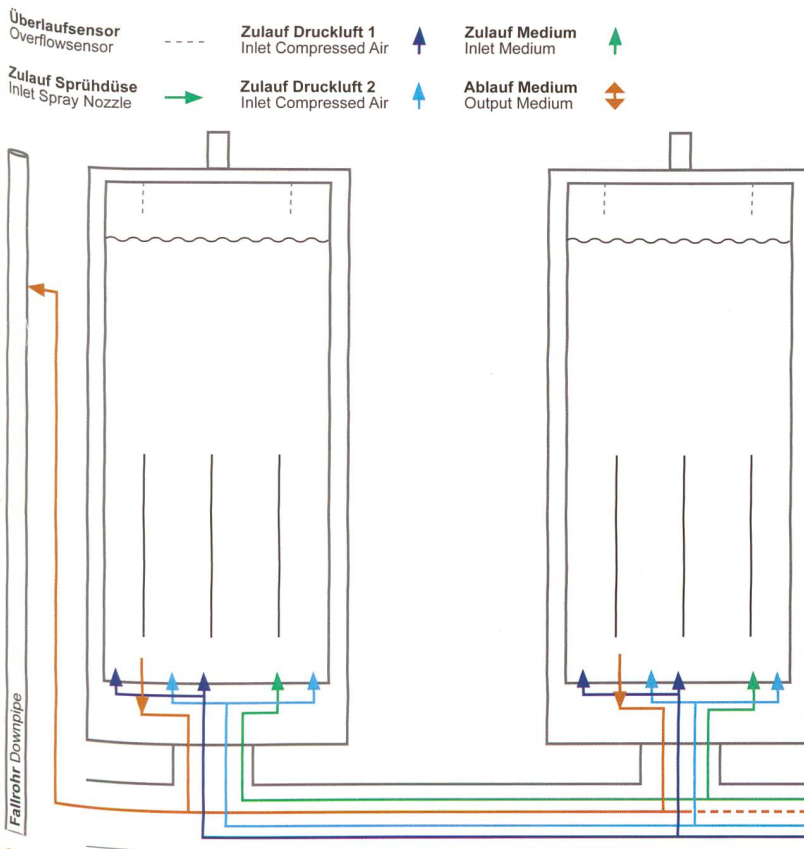 Überlaufsensor
Overflowsensor
Zulauf Sprühdüse
Inlet Spray Nozzle
Zulauf Druckluft 1
Inlet Compressed Air
Zulauf Druckluft 2
Inlet Compressed Air
Zulauf Medium
Inlet Medium
Ablauf Medium
Output Medium
Fallrohr Downpipe